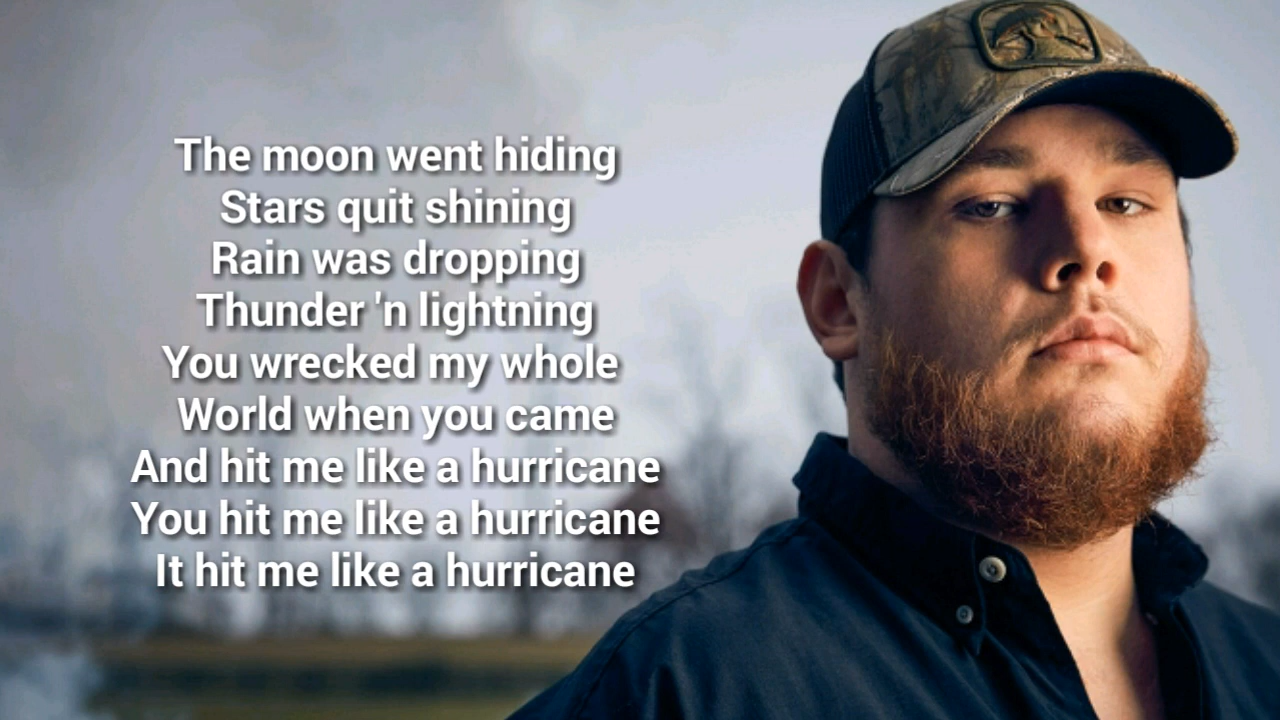 The moon went hiding
Stars quit shining
Rain was dropping
Thunder 'n lightning
You wrecked my whole
World when you came
And hit me like a hurricane
You hit me like a hurricane
It hit me like a hurricane